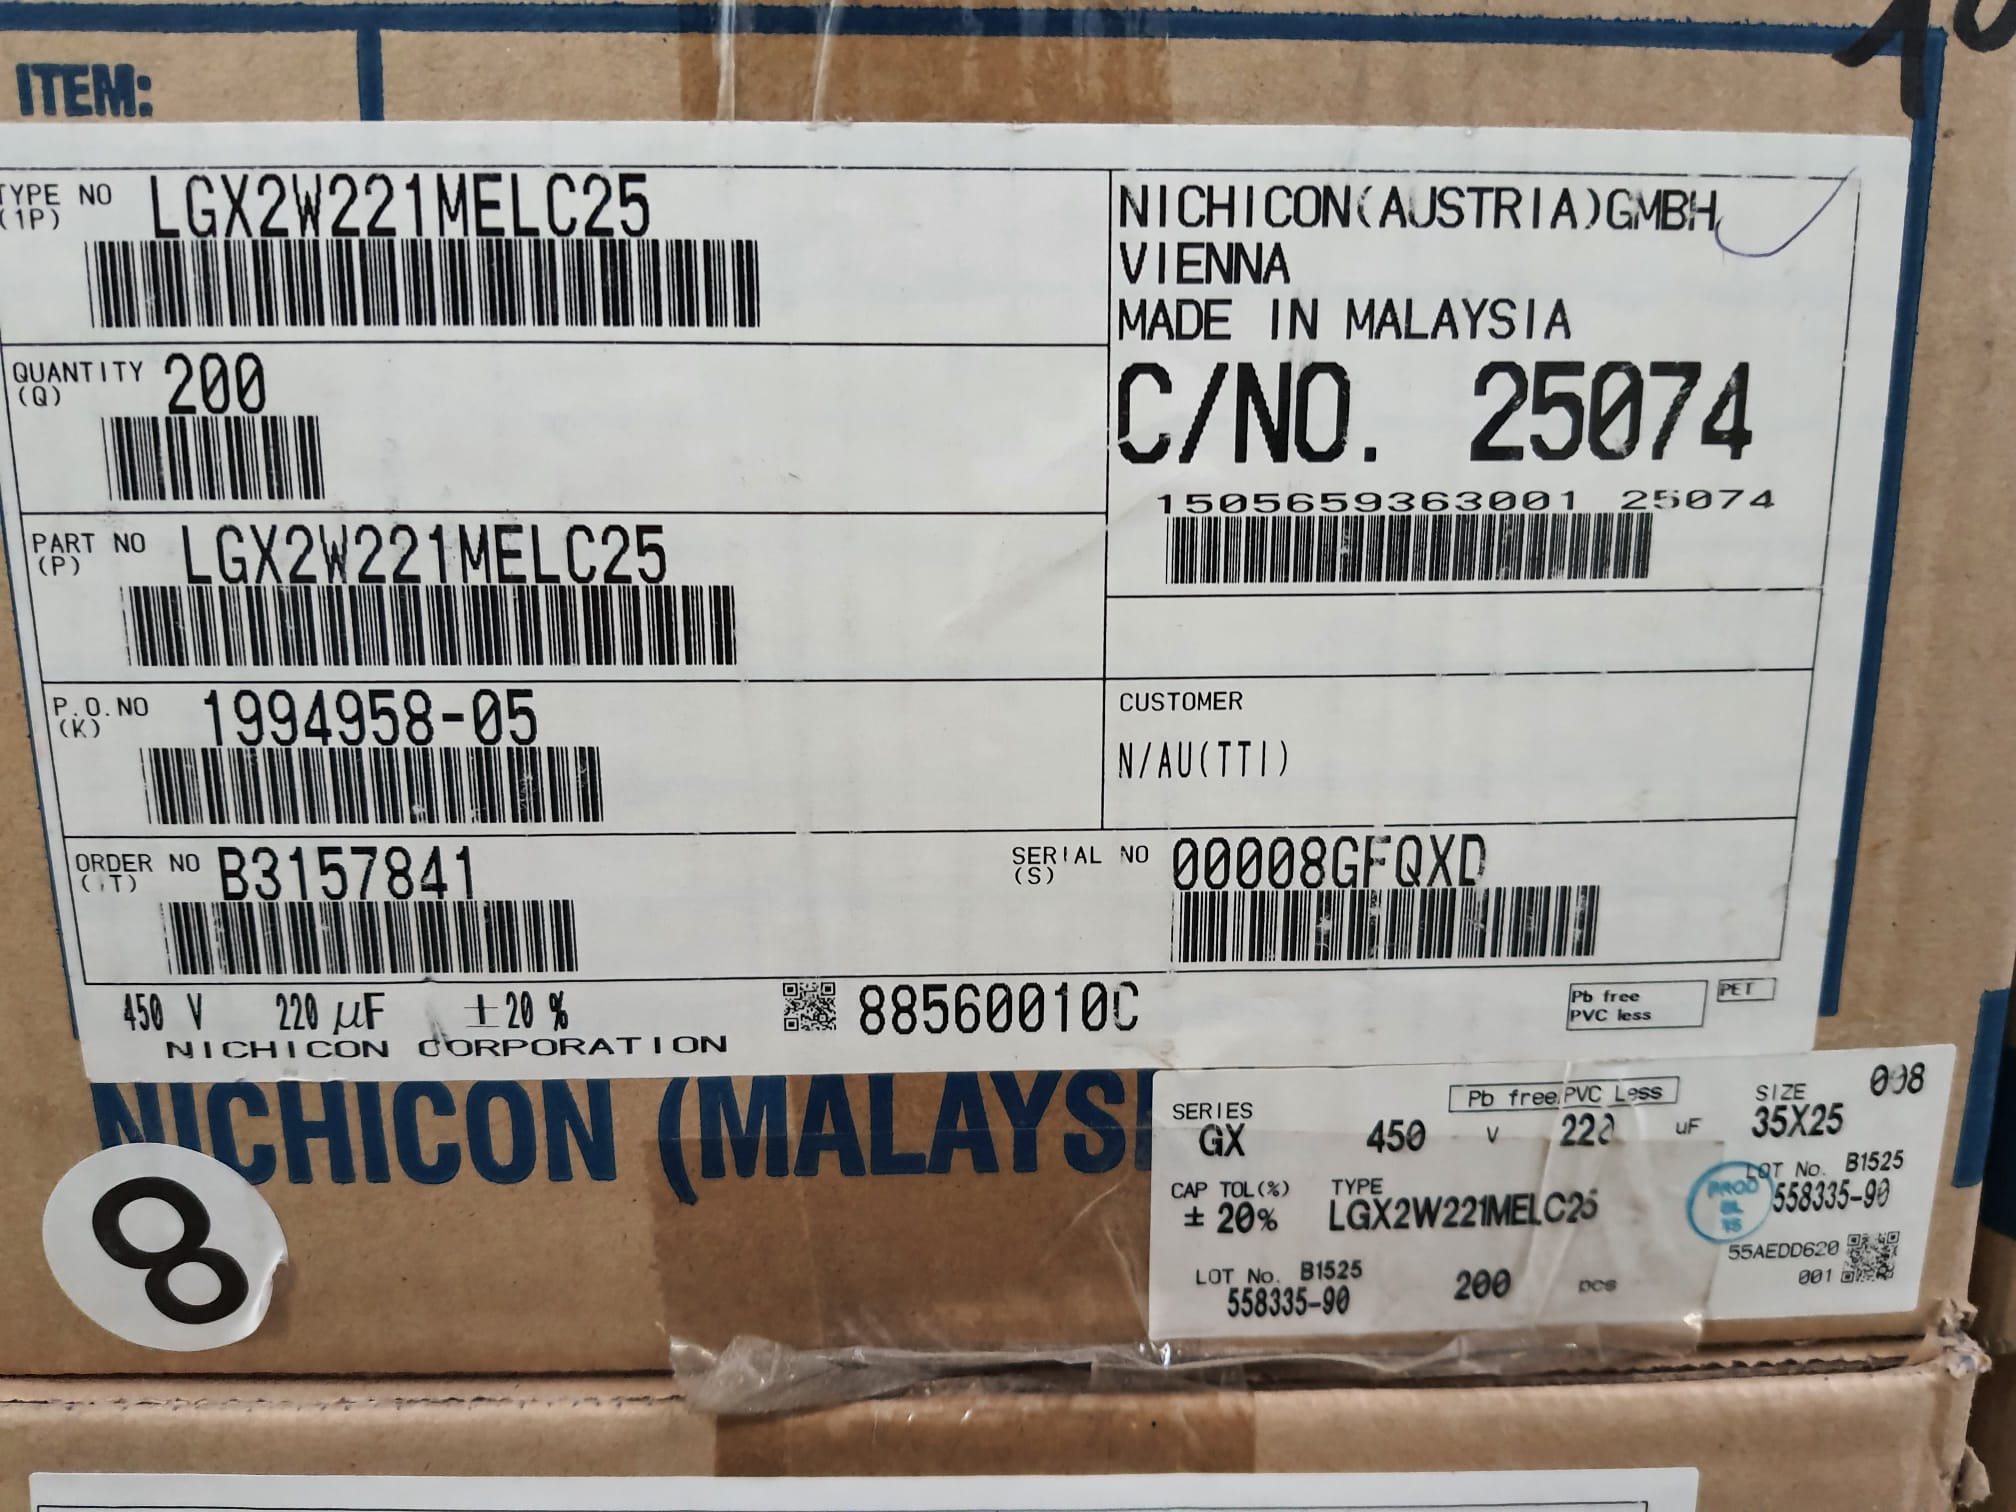 ITEM:
TYPE NO LGX2W221MELC25
(1P)
QUANTITY 200
(Q)
PART NO LGX2W221MELC25
(P)
P.O.NO 1994958-05
(K)
ORDER NO B3157841
NICHICON(AUSTRIA)GMBH
VIENNA
MADE IN MALAYSIA
C/NO. 25074
1505659363001 25074
CUSTOMER
N/AU(TTI)
SERIAL NO 00008GFQXD
(S)
450 V 220 µF ±20 %
NICHICON CORPORATION
88560010C
Pb free
PVC less
PET
NICHICON (MALAYSI
8
SERIES
GX
450 V 220 uF
Pb free.PVC Less
SIZE
35X25
CAP TOL(%)
± 20%
TYPE
LGX2W221MELC25
LOT No. B1525
558335-90
LOT No. B1525
558335-90
200 pcs
55AEDD620
001